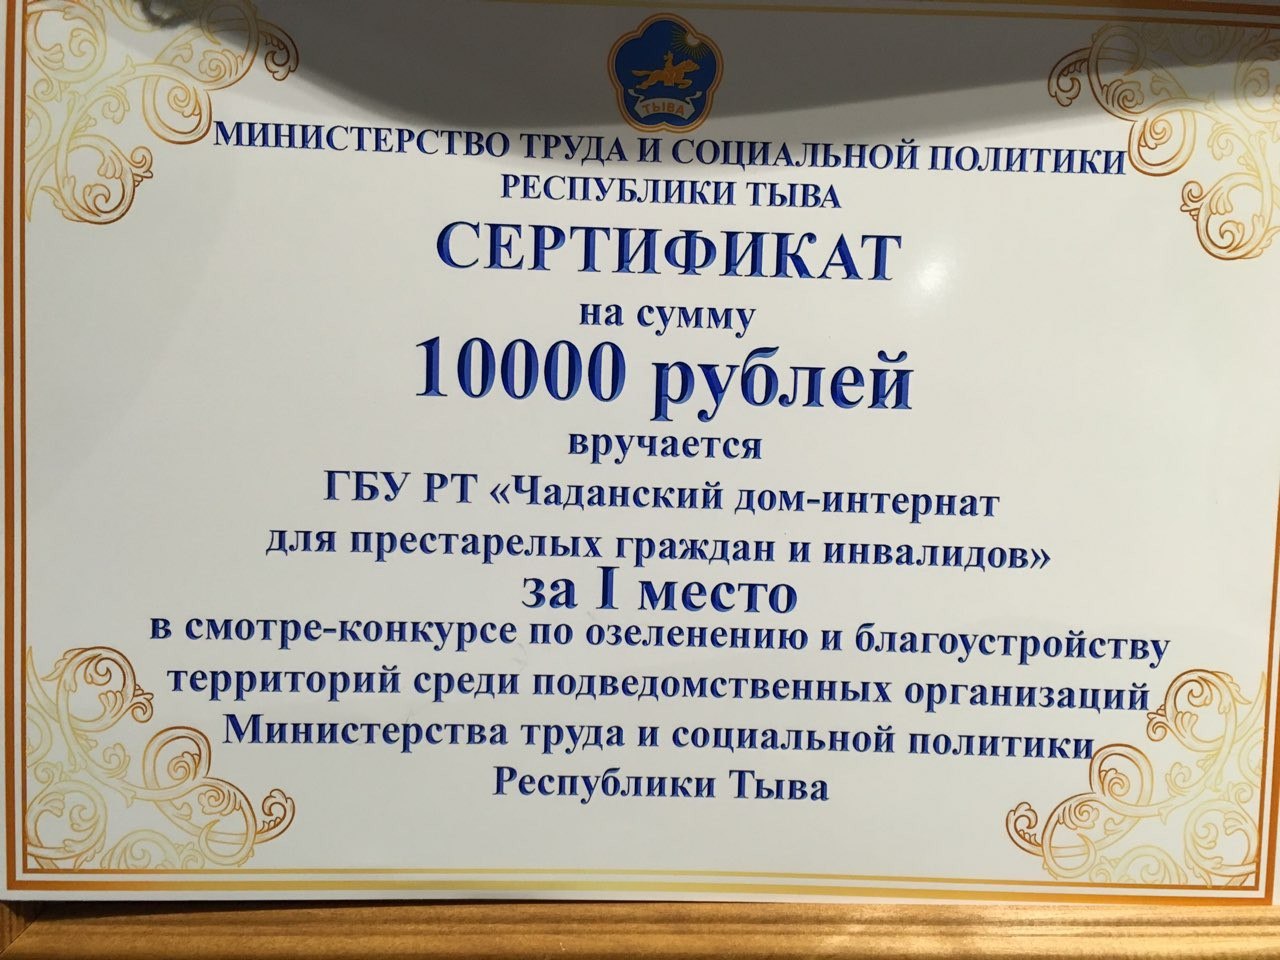 ТЫВА
МИНИСТЕРСТВО ТРУДА И СОЦИАЛЬНОЙ ПОЛИТИКИ
РЕСПУБЛИКИ ТЫВА
СЕРТИФИКАТ
на сумму
10000 рублей
вручается
ГБУ РТ «Чаданский дом-интернат
для престарелых граждан и инвалидов»
за I место
в смотре-конкурсе по озеленению и благоустройству
территорий среди подведомственных организаций
Министерства труда и социальной политики
Республики Тыва